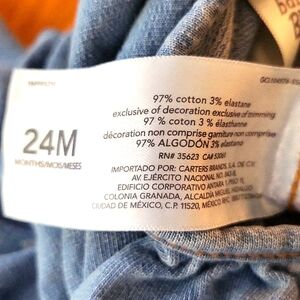 24M
MONTHS/MOIS/MESES
97% cotton 3% elastane
exclusive of decoration exclusive of trimming
97 % coton 3 % élasthanne
décoration non comprise garniture non comprise
97% ALGODÓN 3% elastano
RN# 35623 CA#53061
IMPORTADO POR: CARTERS BRANDS, S.A. DE C.V.
AV. EJÉRCITO NACIONAL NO. 843-B,
EDIFICIO CORPORATIVO ANTARA 1, PISO
COLONIA GRANADA, ALCALDÍA MIGUEL HIDALGO,
CIUDAD DE MÉXICO, C.P. 11520, MÉXICO RFC